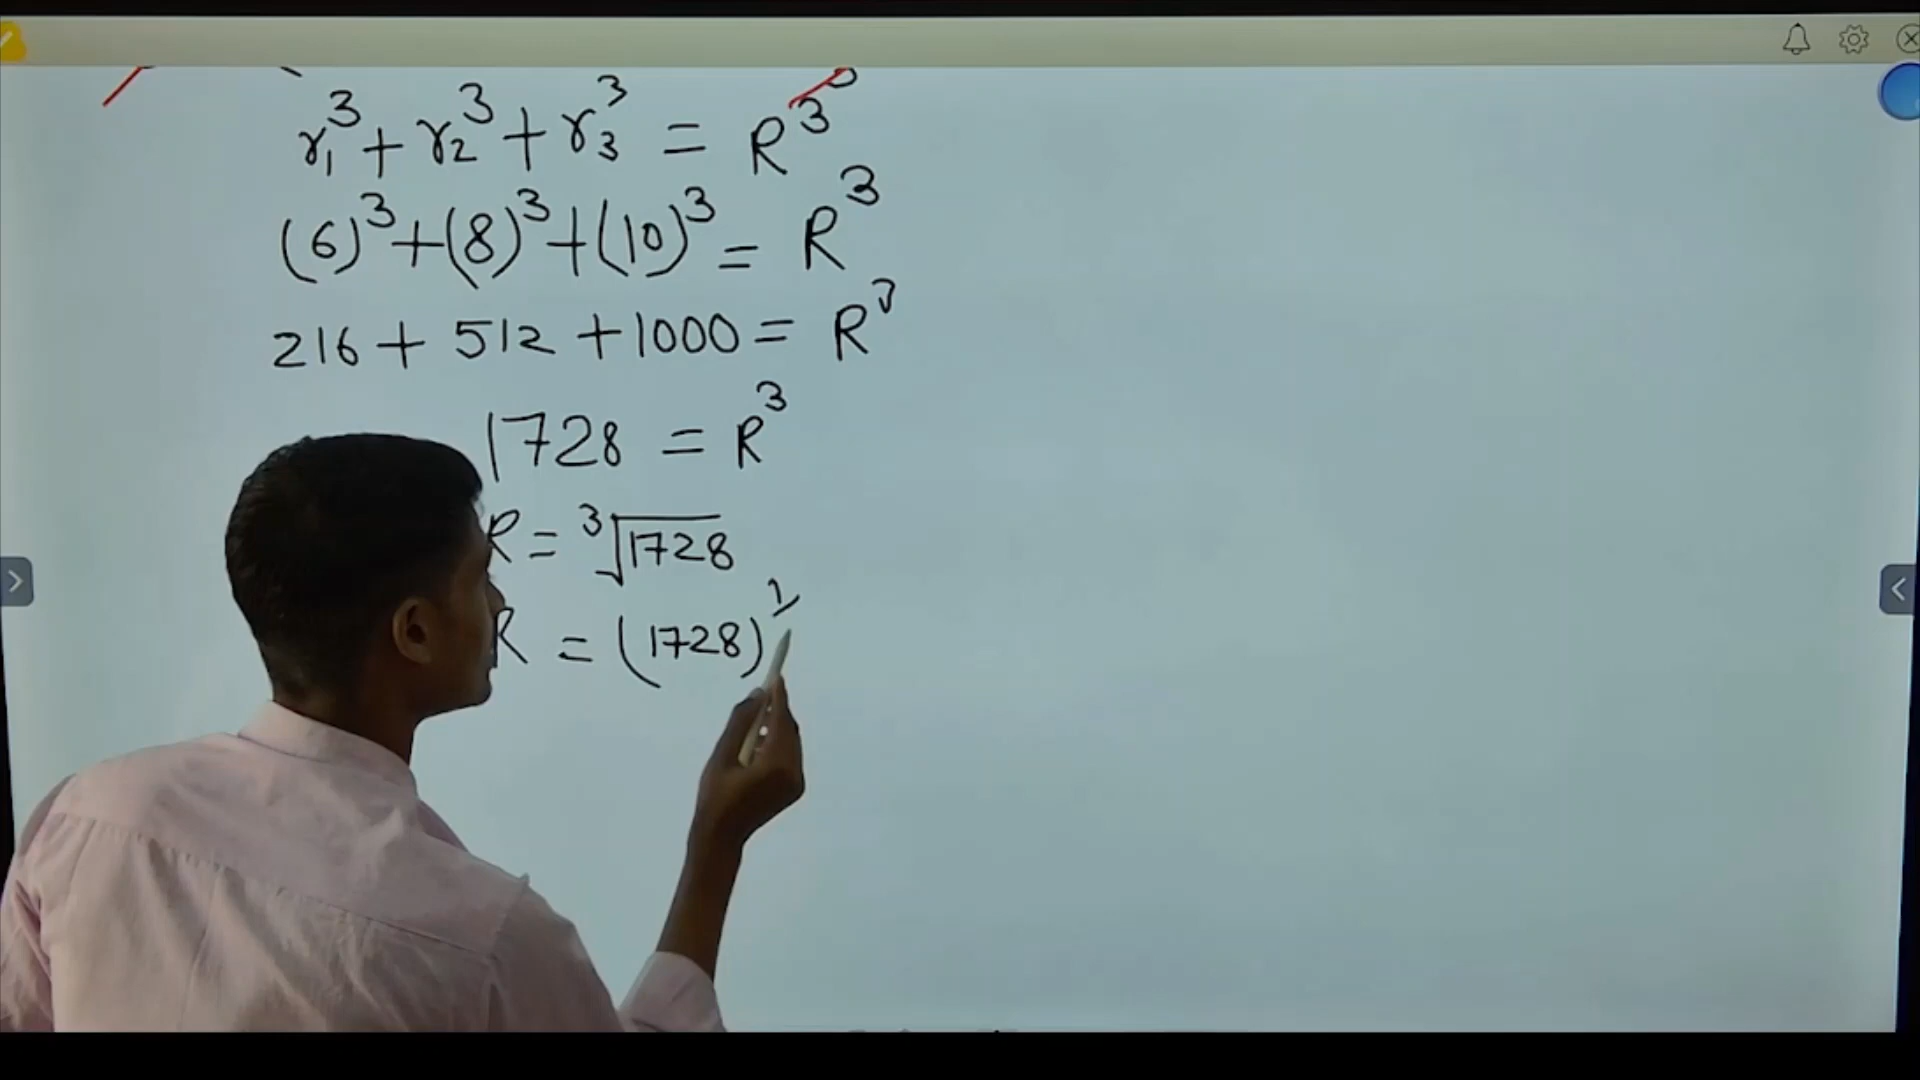 r₁³ + r₂³ + r₃³ = R³
(6)³ + (8)³ + (10)³ = R³
216 + 512 + 1000 = R³
1728 = R³
R = ³√1728
R = (1728)¹